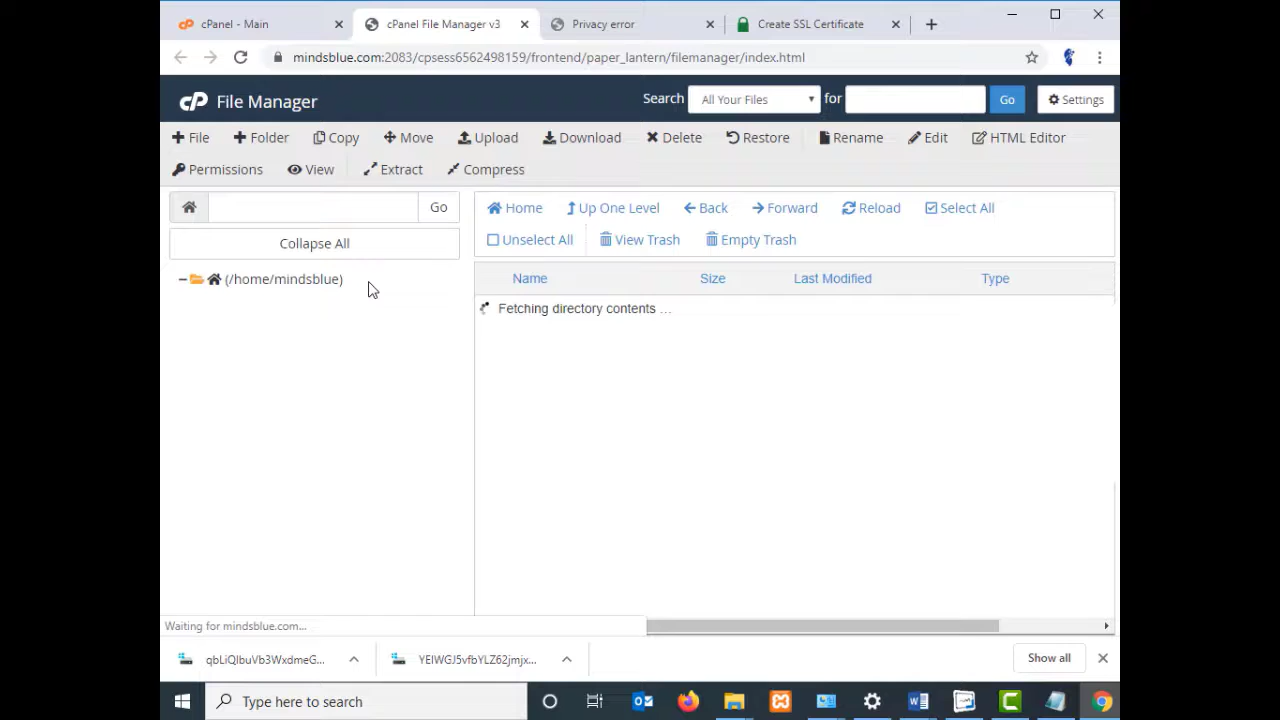 cPanel - Main
cPanel File Manager v3
Privacy error
Create SSL Certificate
mindsblue.com:2083/cpsess6562498159/frontend/paper_lantern/filemanager/index.html
cP File Manager
Search All Your Files for Go Settings
File Folder Copy Move Upload Download Delete Restore Rename Edit HTML Editor
Permissions View Extract Compress
Go
Home Up One Level Back Forward Reload Select All
Collapse All
Unselect All View Trash Empty Trash
(/home/mindsblue)
Name Size Last Modified Type
Fetching directory contents ...
Waiting for mindsblue.com...
qbLiQIbuVb3WxdmeG...
YEIWGJ5vfbYLZ62jmjx...
Show all
Type here to search